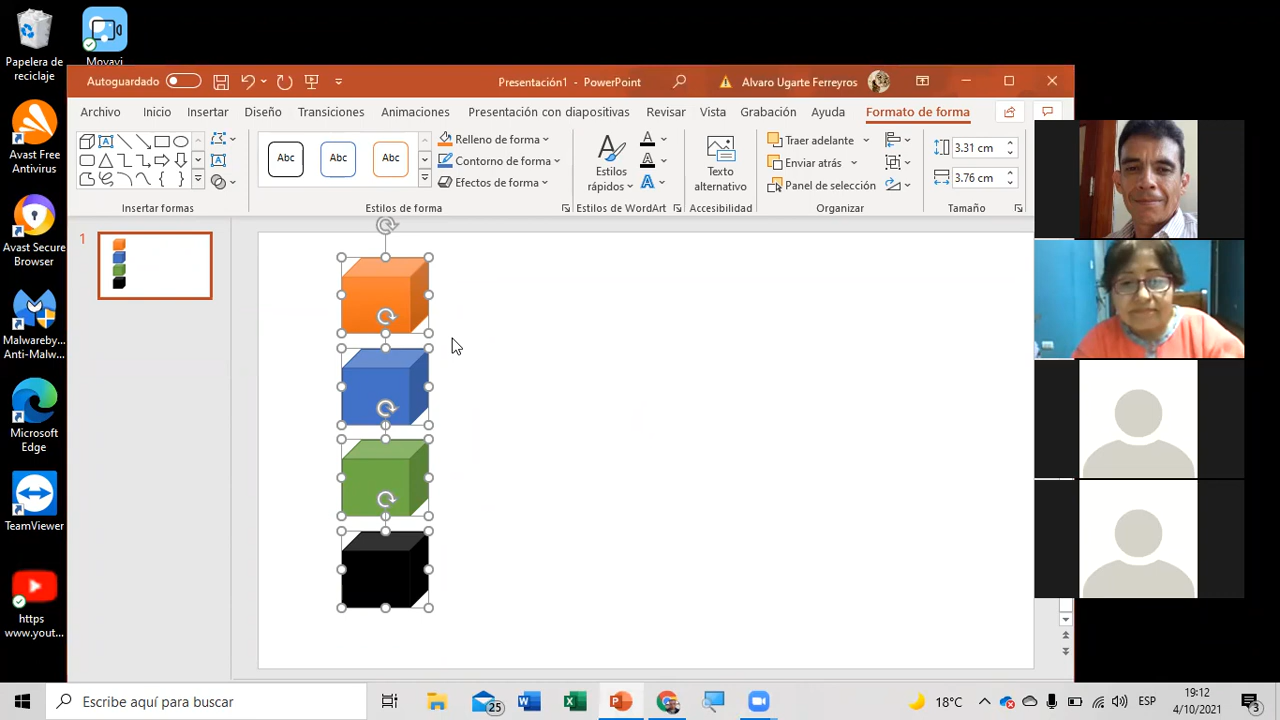 Papelera de
reciclaje
Movavi
Avast Free
Antivirus
Avast Secure
Browser
Malwareby...
Anti-Malw...
Microsoft
Edge
TeamViewer
https
www.yout...
Autoguardado
Presentación1 - PowerPoint
Alvaro Ugarte Ferreyros
Archivo Inicio Insertar Diseño Transiciones Animaciones Presentación con diapositivas Revisar Vista Grabación Ayuda Formato de forma
Abc Abc Abc
Relleno de forma
Contorno de forma
Efectos de forma
Estilos
rápidos
Texto
alternativo
Traer adelante
Enviar atrás
Panel de selección
3.31 cm
3.76 cm
Insertar formas
Estilos de forma
Estilos de WordArt
Accesibilidad
Organizar
Tamaño
1
Escribe aquí para buscar
25
18°C
ESP
19:12
4/10/2021
3